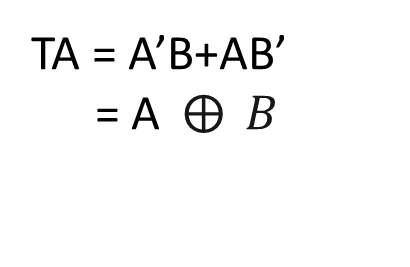 TA = A’B+AB’
= A ⊕ B